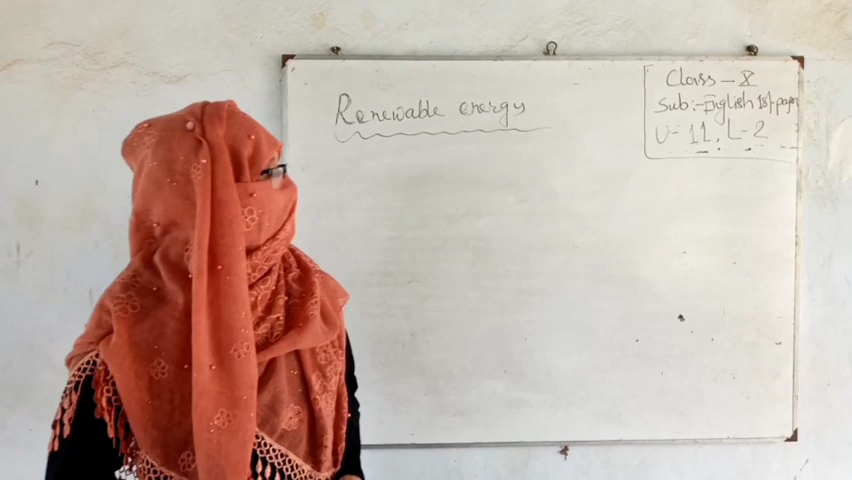 Renewable energy
Class - X
Sub:- English 1st paper
U- 11, L- 2